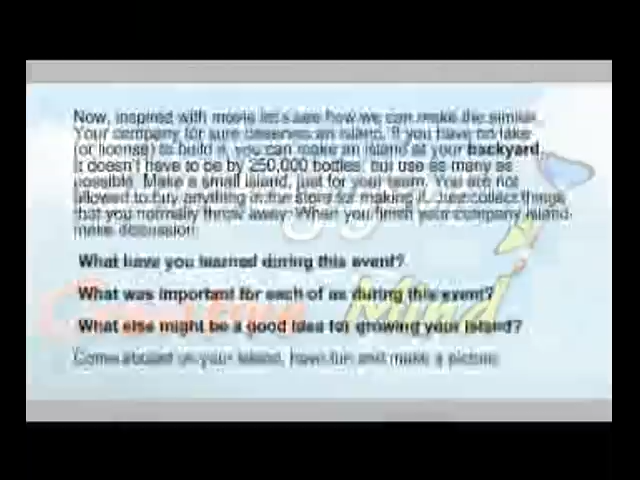 Now, inspired with movie let's see how we can make the similar.
Your company for sure deserves an island. If you have no lake
(or license) to build it, you can make an island at your backyard.
It doesn't have to be by 250,000 bottles, but use as many as
possible. Make a small island, just for your team. You are not
allowed to buy anything in the store for making it. Just collect things
that you normally throw away. When you finish your company island
make discussion:
What have you learned during this event?
What was important for each of us during this event?
What else might be a good idea for growing your island?
Come aboard on your island, have fun and make a picture
Mind